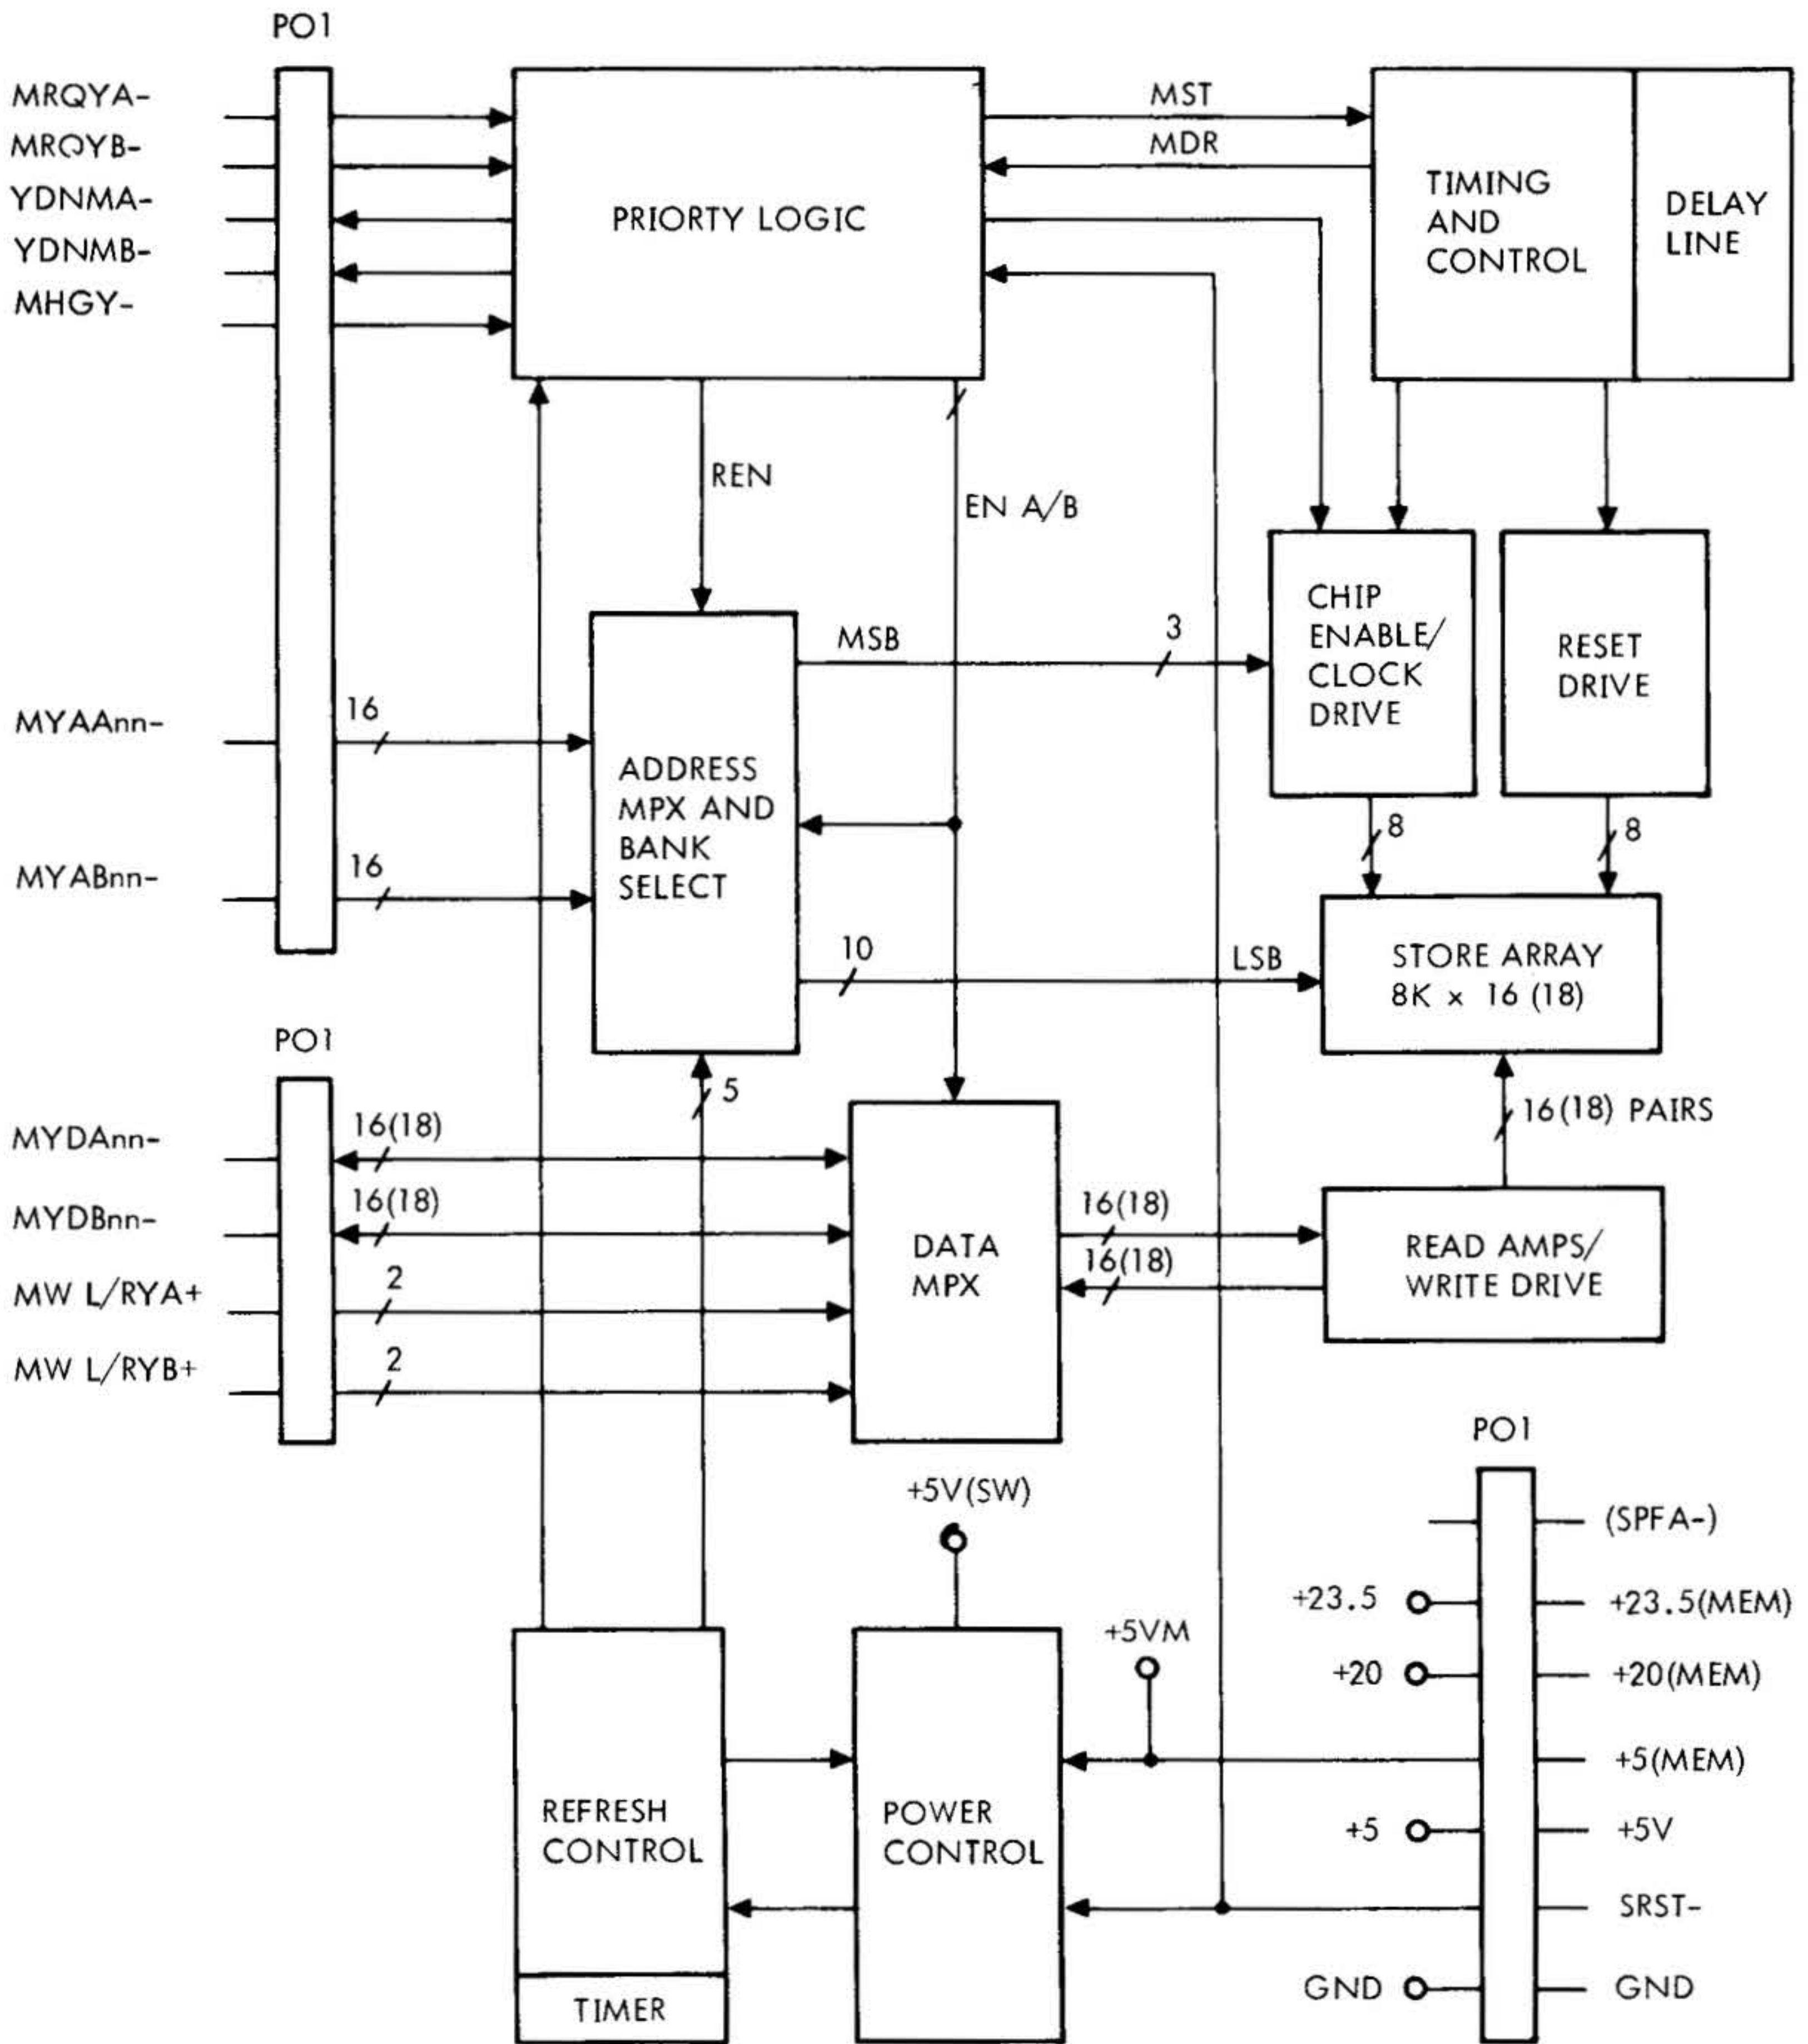 PO1
MRQYA-
MRQYB-
YDNMA-
YDNMB-
MHGY-
PRIORTY LOGIC
MST
MDR
TIMING
AND
CONTROL
DELAY
LINE
REN
EN A/B
MYAAnn-
16
MYABnn-
16
ADDRESS
MPX AND
BANK
SELECT
MSB
3
CHIP
ENABLE/
CLOCK
DRIVE
RESET
DRIVE
8
8
10
LSB
STORE ARRAY
8K x 16 (18)
PO1
5
16(18) PAIRS
MYDAnn-
16(18)
MYDBnn-
16(18)
MW L/RYA+
2
MW L/RYB+
2
DATA
MPX
16(18)
16(18)
READ AMPS/
WRITE DRIVE
+5V(SW)
+5VM
PO1
(SPFA-)
+23.5
+23.5(MEM)
+20
+20(MEM)
+5(MEM)
+5
+5V
SRST-
GND
GND
REFRESH
CONTROL
TIMER
POWER
CONTROL